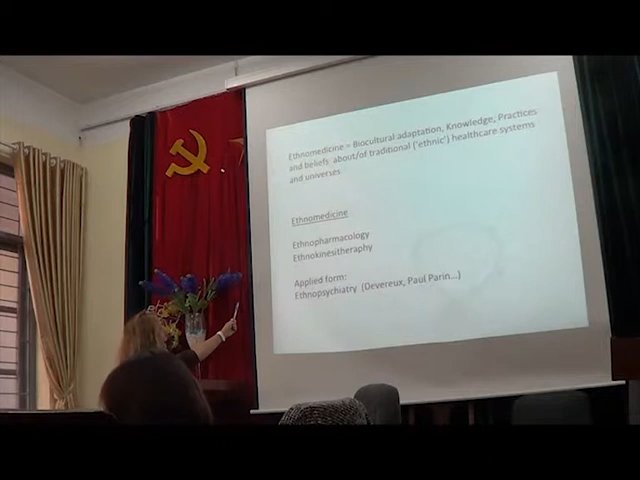 Ethnomedicine = Biocultural adaptation, Knowledge, Practices
and beliefs about/of traditional ('ethnic') healthcare systems
and universes
Ethnomedicine
Ethnopharmacology
Ethnokinesitheraphy
Applied form:
Ethnopsychiatry (Devereux, Paul Parin...)